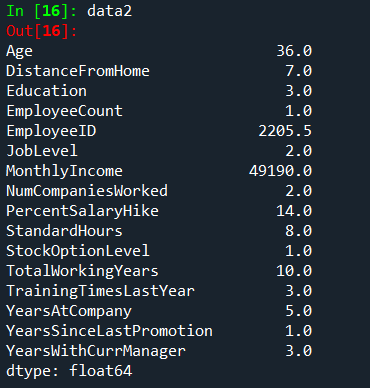 In [16]: data2
Out[16]:
Age 36.0
DistanceFromHome 7.0
Education 3.0
EmployeeCount 1.0
EmployeeID 2205.5
JobLevel 2.0
MonthlyIncome 49190.0
NumCompaniesWorked 2.0
PercentSalaryHike 14.0
StandardHours 8.0
StockOptionLevel 1.0
TotalWorkingYears 10.0
TrainingTimesLastYear 3.0
YearsAtCompany 5.0
YearsSinceLastPromotion 1.0
YearsWithCurrManager 3.0
dtype: float64